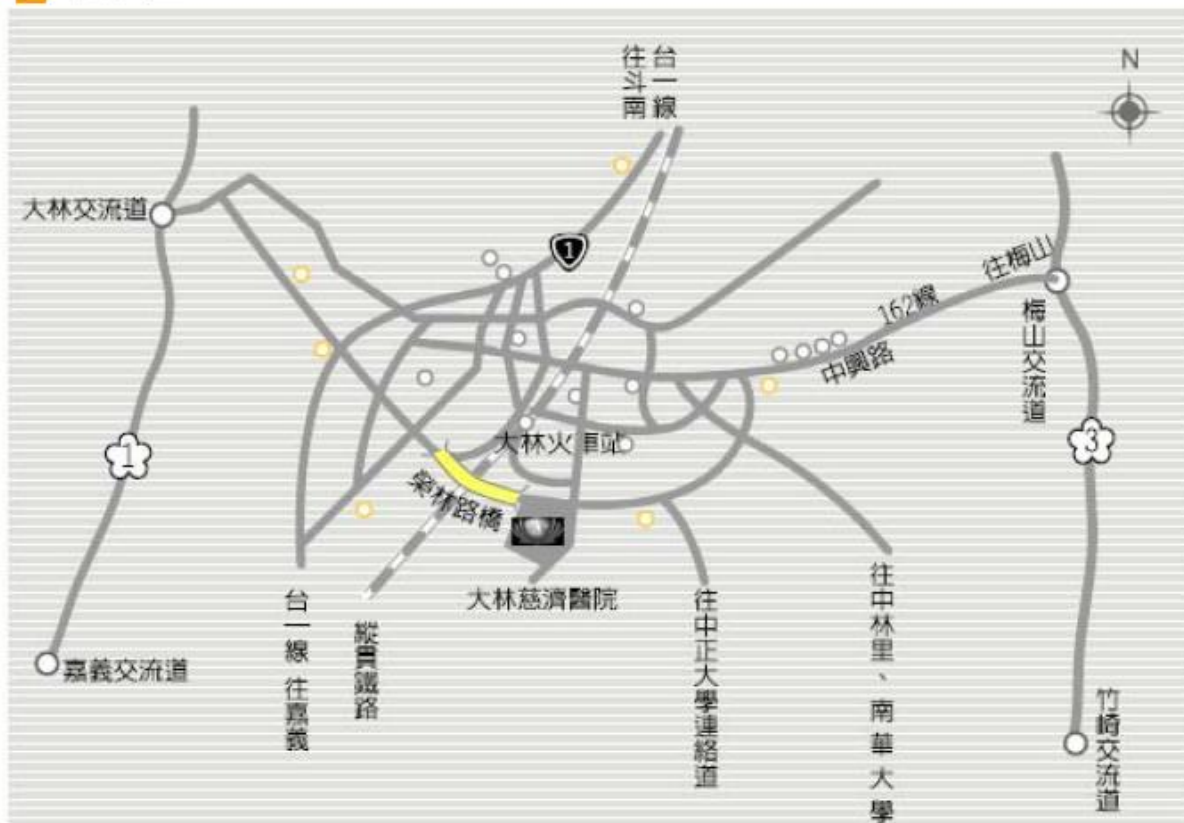 台一線
往斗南
N
大林交流道
1
往梅山
162線
中興路
梅山交流道
大林火車站
1
3
榮林路橋
大林慈濟醫院
台一線 往嘉義
縱貫鐵路
往中正大學連絡道
往中林里、南華大學
嘉義交流道
竹崎交流道